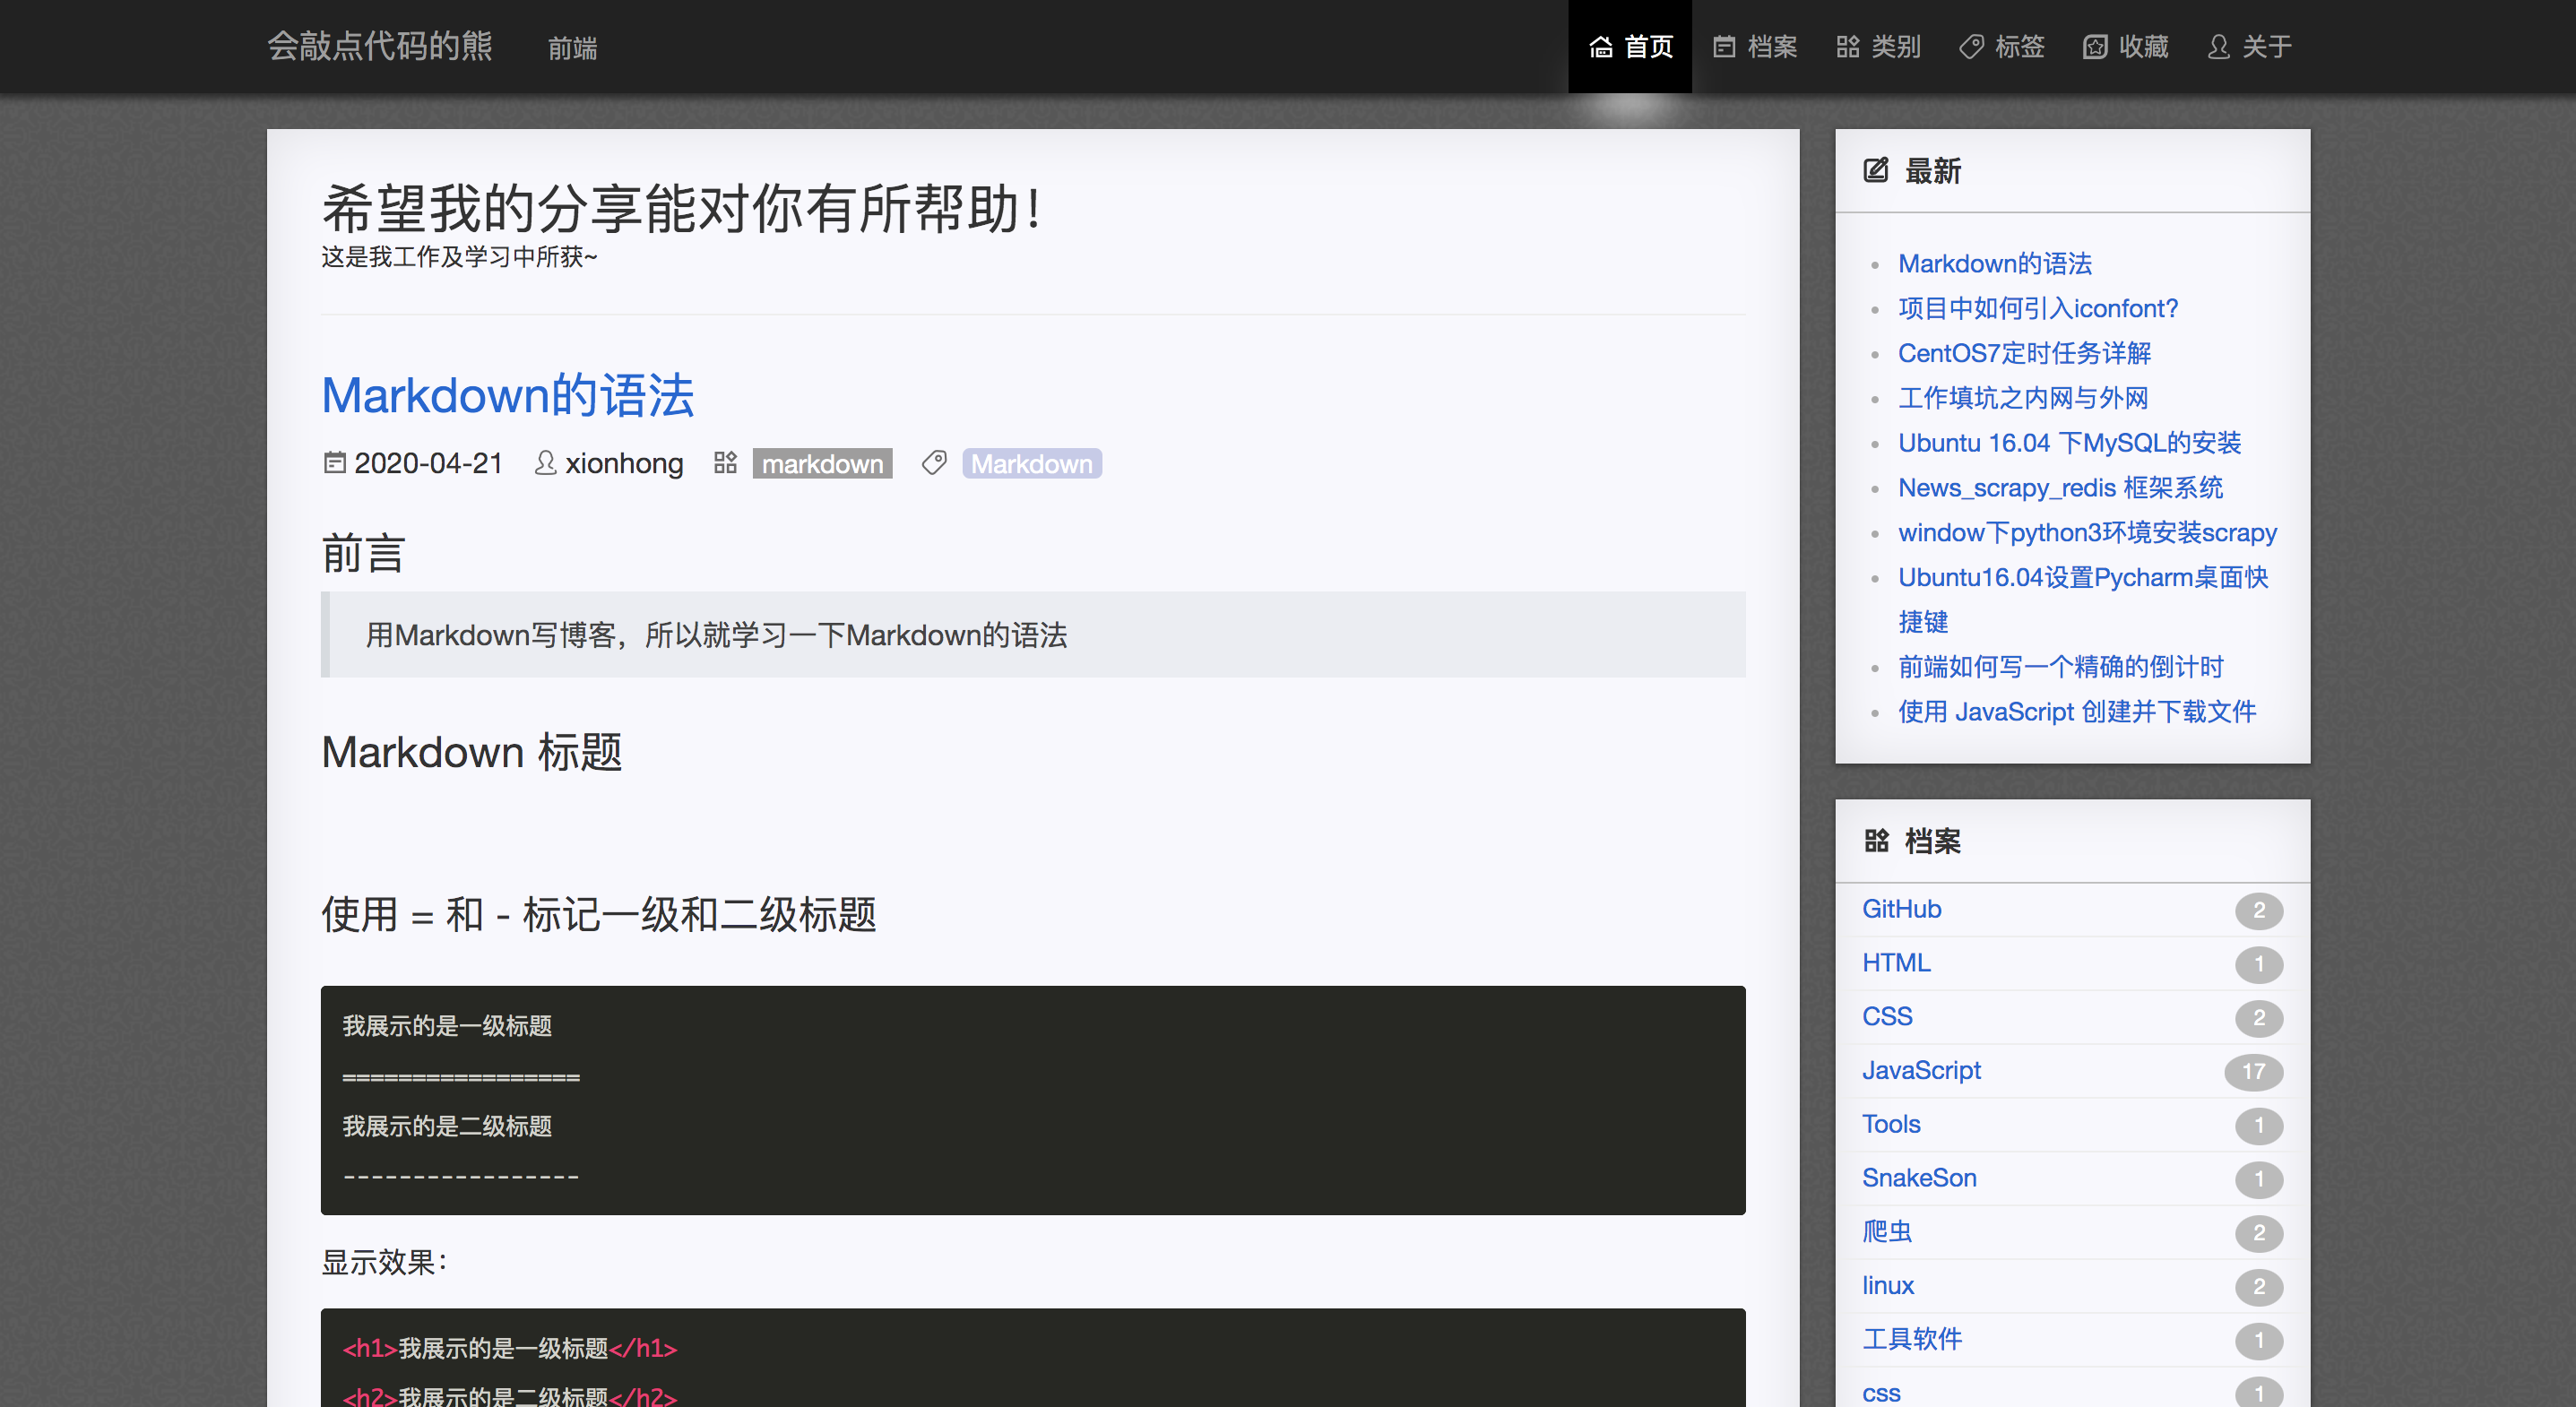 会敲点代码的熊 前端 首页 档案 类别 标签 收藏 关于
希望我的分享能对你有所帮助！
这是我工作及学习中所获~
Markdown的语法
2020-04-21 xionhong markdown Markdown
前言
用Markdown写博客，所以就学习一下Markdown的语法
Markdown 标题
使用 = 和 - 标记一级和二级标题
我展示的是一级标题
=================
我展示的是二级标题
-----------------
显示效果：
<h1>我展示的是一级标题</h1>
<h2>我展示的是二级标题</h2>
最新
Markdown的语法
项目中如何引入iconfont?
CentOS7定时任务详解
工作填坑之内网与外网
Ubuntu 16.04 下MySQL的安装
News_scrapy_redis 框架系统
window下python3环境安装scrapy
Ubuntu16.04设置Pycharm桌面快
捷键
前端如何写一个精确的倒计时
使用 JavaScript 创建并下载文件
档案
GitHub 2
HTML 1
CSS 2
JavaScript 17
Tools 1
SnakeSon 1
爬虫 2
linux 2
工具软件 1
css 1